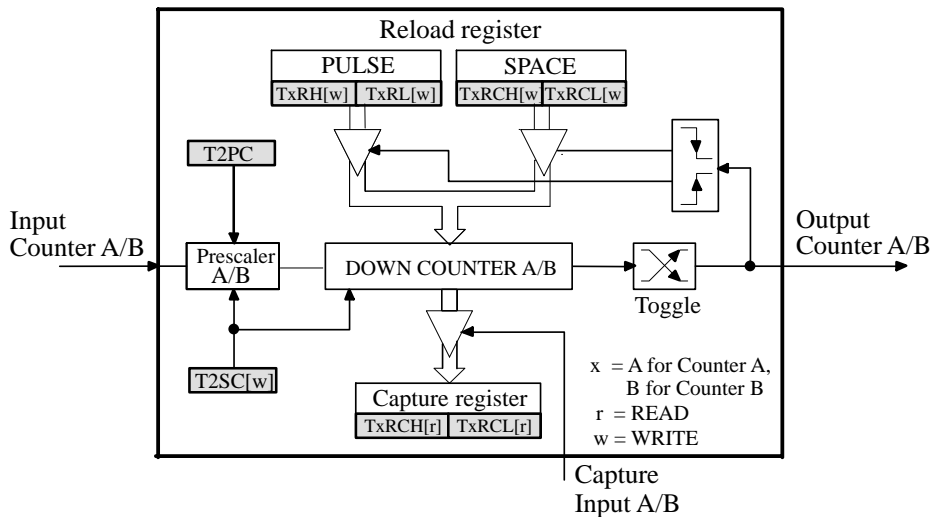 Reload register
PULSE
SPACE
TxRH[w]
TxRL[w]
TxRCH[w]
TxRCL[w]
T2PC
Input
Counter A/B
Output
Counter A/B
Prescaler
A/B
DOWN COUNTER A/B
Toggle
T2SC[w]
Capture register
TxRCH[r]
TxRCL[r]
x = A for Counter A,
B for Counter B
r = READ
w = WRITE
Capture
Input A/B